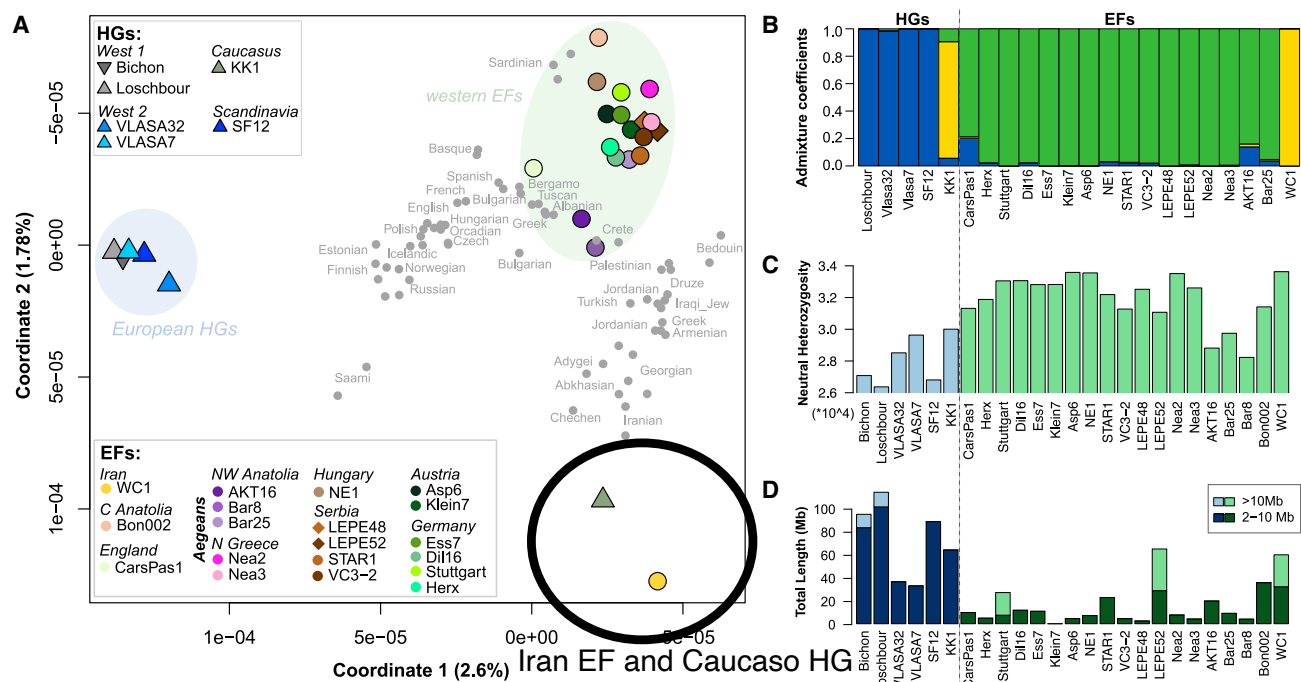 A
HGs:
West 1
Bichon
Loschbour
Caucasus
KK1
West 2
VLASA32
VLASA7
Scandinavia
SF12
western EFs
Sardinian
Basque
Spanish
French
Bulgarian
English
Bergamo
Tuscan
Albanian
Polish
Hungarian
Orcadian
Greek
Crete
Estonian
Icelandic
Czech
Bedouin
Finnish
Norwegian
Bulgarian
Palestinian
Russian
Jordanian
Druze
Turkish
Iraqi_Jew
Jordanian
Greek
Armenian
European HGs
Adygei
Georgian
Saami
Abkhasian
Chechen
Iranian
EFs:
Iran
WC1
C Anatolia
Bon002
England
CarsPas1
Aegeans
NW Anatolia
AKT16
Bar8
Bar25
N Greece
Nea2
Nea3
Hungary
NE1
Serbia
LEPE48
LEPE52
STAR1
VC3-2
Austria
Asp6
Klein7
Germany
Ess7
Dil16
Stuttgart
Herx
Coordinate 2 (1.78%)
-5e-05
0e+00
5e-05
1e-04
1e-04
5e-05
0e+00
5e-05
Coordinate 1 (2.6%)
Iran EF and Caucaso HG
B
HGs
EFs
Admixture coefficients
1.0
0.8
0.6
0.4
0.2
0.0
Loschbour
Vlasa32
Vlasa7
SF12
KK1
CarsPas1
Herx
Stuttgart
Dil16
Ess7
Klein7
Asp6
NE1
STAR1
VC3-2
LEPE48
LEPE52
Nea2
Nea3
AKT16
Bar25
WC1
C
Neutral Heterozygosity
(*10^4)
3.4
3.2
3.0
2.8
2.6
Bichon
Loschbour
VLASA32
VLASA7
SF12
KK1
CarsPas1
Herx
Stuttgart
Dil16
Ess7
Klein7
Asp6
NE1
STAR1
VC3-2
LEPE48
LEPE52
Nea2
Nea3
AKT16
Bar25
Bar8
Bon002
WC1
D
>10Mb
2-10 Mb
Total Length (Mb)
100
80
60
40
20
0
Bichon
Loschbour
VLASA32
VLASA7
SF12
KK1
CarsPas1
Herx
Stuttgart
Dil16
Ess7
Klein7
Asp6
NE1
STAR1
VC3-2
LEPE48
LEPE52
Nea2
Nea3
AKT16
Bar25
Bar8
Bon002
WC1